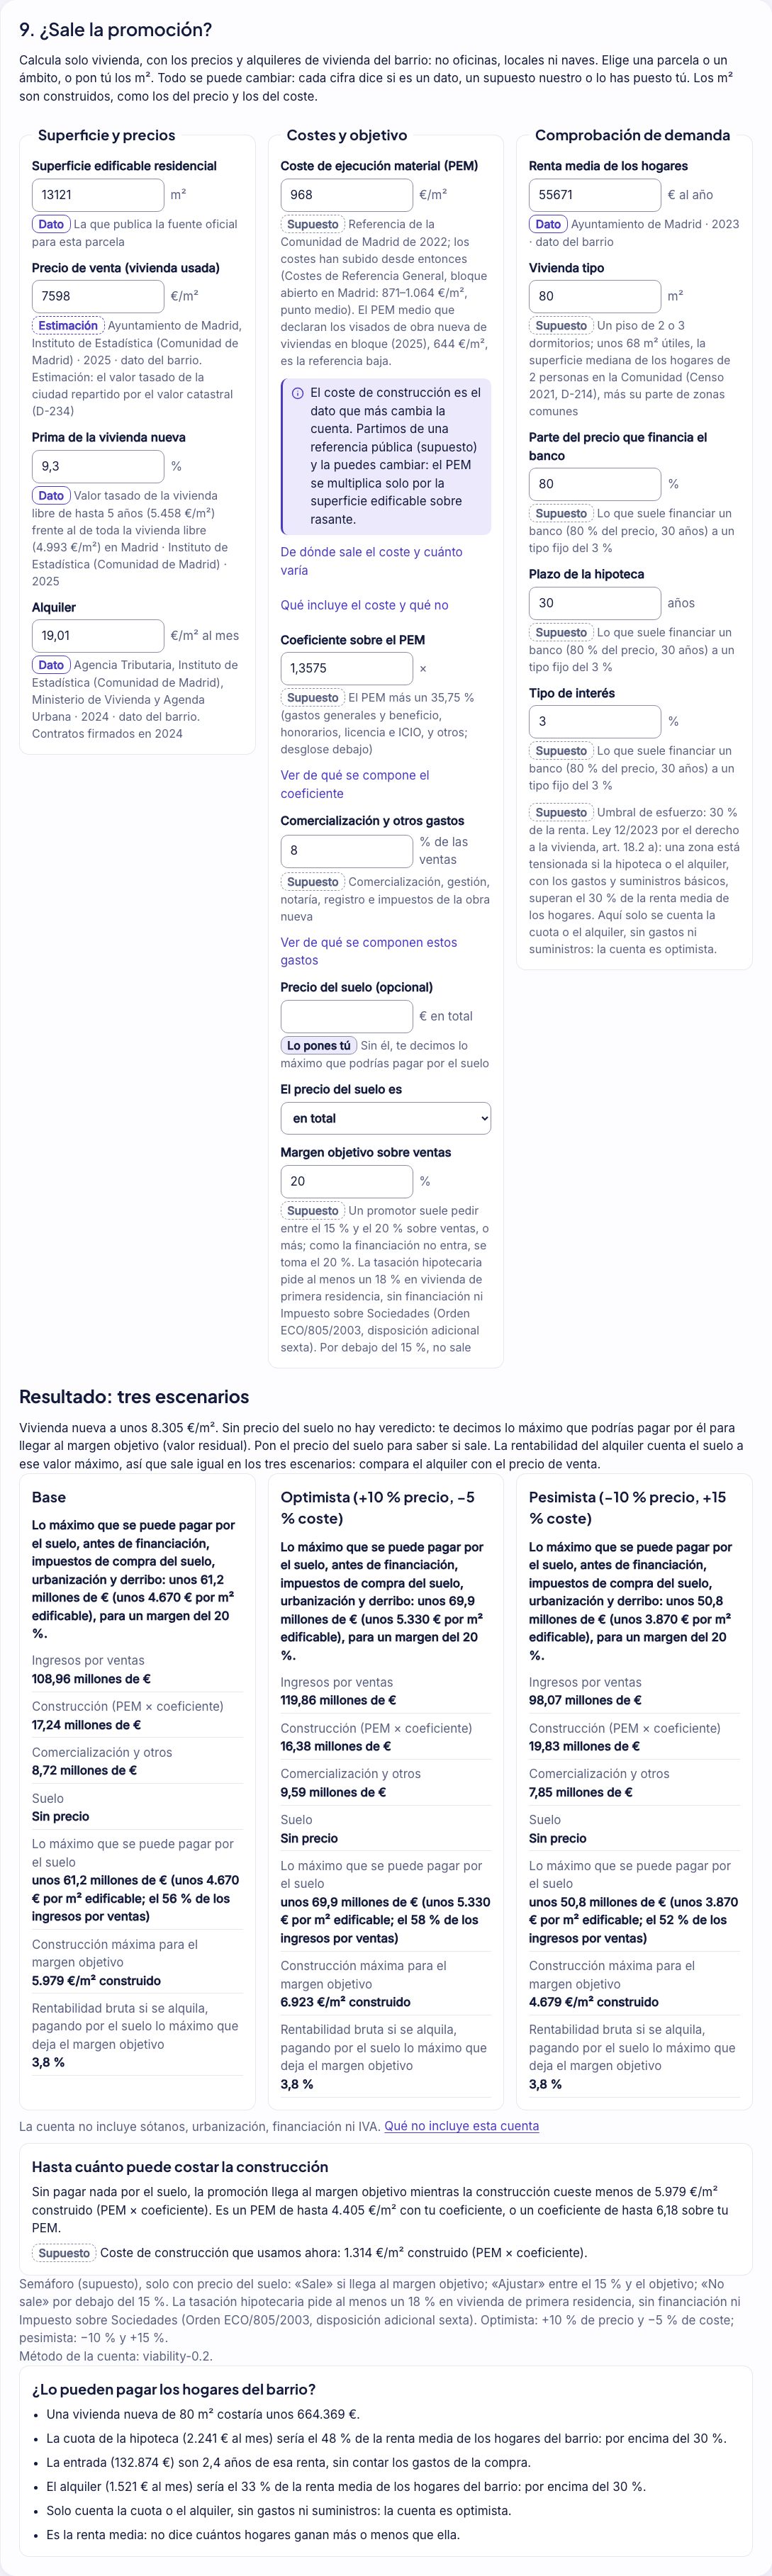 9. ¿Sale la promoción?
Calcula solo vivienda, con los precios y alquileres de vivienda del barrio: no oficinas, locales ni naves. Elige una parcela o un
ámbito, o pon tú los m². Todo se puede cambiar: cada cifra dice si es un dato, un supuesto nuestro o lo has puesto tú. Los m²
son construidos, como los del precio y los del coste.
Superficie y precios
Superficie edificable residencial
13121 m²
Dato La que publica la fuente oficial
para esta parcela
Precio de venta (vivienda usada)
7598 €/m²
Estimación Ayuntamiento de Madrid,
Instituto de Estadística (Comunidad de
Madrid) · 2025 · dato del barrio.
Estimación: el valor tasado de la
ciudad repartido por el valor catastral
(D-234)
Prima de la vivienda nueva
9,3 %
Dato Valor tasado de la vivienda
libre de hasta 5 años (5.458 €/m²)
frente al de toda la vivienda libre
(4.993 €/m²) en Madrid · Instituto de
Estadística (Comunidad de Madrid) ·
2025
Alquiler
19,01 €/m² al mes
Dato Agencia Tributaria, Instituto de
Estadística (Comunidad de Madrid),
Ministerio de Vivienda y Agenda
Urbana · 2024 · dato del barrio.
Contratos firmados en 2024
Costes y objetivo
Coste de ejecución material (PEM)
968 €/m²
Supuesto Referencia de la
Comunidad de Madrid de 2022; los
costes han subido desde entonces
(Costes de Referencia General, bloque
abierto en Madrid: 871–1.064 €/m²,
punto medio). El PEM medio que
declaran los visados de obra nueva de
viviendas en bloque (2025), 644 €/m²,
es la referencia baja.
El coste de construcción es el
dato que más cambia la
cuenta. Partimos de una
referencia pública (supuesto)
y la puedes cambiar: el PEM
se multiplica solo por la
superficie edificable sobre
rasante.
De dónde sale el coste y cuánto
varía
Qué incluye el coste y qué no
Coeficiente sobre el PEM
1,3575 ×
Supuesto El PEM más un 35,75 %
(gastos generales y beneficio,
honorarios, licencia e ICIO, y otros;
desglose debajo)
Ver de qué se compone el
coeficiente
Comercialización y otros gastos
8 % de las
ventas
Supuesto Comercialización, gestión,
notaría, registro e impuestos de la obra
nueva
Ver de qué se componen estos
gastos
Precio del suelo (opcional)
€ en total
Lo pones tú Sin él, te decimos lo
máximo que podrías pagar por el suelo
El precio del suelo es
en total
Margen objetivo sobre ventas
20 %
Supuesto Un promotor suele pedir
entre el 15 % y el 20 % sobre ventas, o
más; como la financiación no entra, se
toma el 20 %. La tasación hipotecaria
pide al menos un 18 % en vivienda de
primera residencia, sin financiación ni
Impuesto sobre Sociedades (Orden
ECO/805/2003, disposición adicional
sexta). Por debajo del 15 %, no sale
Comprobación de demanda
Renta media de los hogares
55671 € al año
Dato Ayuntamiento de Madrid · 2023
· dato del barrio
Vivienda tipo
80 m²
Supuesto Un piso de 2 o 3
dormitorios; unos 68 m² útiles, la
superficie mediana de los hogares de
2 personas en la Comunidad (Censo
2021, D-214), más su parte de zonas
comunes
Parte del precio que financia el
banco
80 %
Supuesto Lo que suele financiar un
banco (80 % del precio, 30 años) a un
tipo fijo del 3 %
Plazo de la hipoteca
30 años
Supuesto Lo que suele financiar un
banco (80 % del precio, 30 años) a un
tipo fijo del 3 %
Tipo de interés
3 %
Supuesto Lo que suele financiar un
banco (80 % del precio, 30 años) a un
tipo fijo del 3 %
Supuesto Umbral de esfuerzo: 30 %
de la renta. Ley 12/2023 por el derecho
a la vivienda, art. 18.2 a): una zona está
tensionada si la hipoteca o el alquiler,
con los gastos y suministros básicos,
superan el 30 % de la renta media de
los hogares. Aquí solo se cuenta la
cuota o el alquiler, sin gastos ni
suministros: la cuenta es optimista.
Resultado: tres escenarios
Vivienda nueva a unos 8.305 €/m². Sin precio del suelo no hay veredicto: te decimos lo máximo que podrías pagar por él para
llegar al margen objetivo (valor residual). Pon el precio del suelo para saber si sale. La rentabilidad del alquiler cuenta el suelo a
ese valor máximo, así que sale igual en los tres escenarios: compara el alquiler con el precio de venta.
Base
Lo máximo que se puede pagar por
el suelo, antes de financiación,
impuestos de compra del suelo,
urbanización y derribo: unos 61,2
millones de € (unos 4.670 € por m²
edificable), para un margen del 20
%.
Ingresos por ventas
108,96 millones de €
Construcción (PEM × coeficiente)
17,24 millones de €
Comercialización y otros
8,72 millones de €
Suelo
Sin precio
Lo máximo que se puede pagar por
el suelo
unos 61,2 millones de € (unos 4.670
€ por m² edificable; el 56 % de los
ingresos por ventas)
Construcción máxima para el
margen objetivo
5.979 €/m² construido
Rentabilidad bruta si se alquila,
pagando por el suelo lo máximo que
deja el margen objetivo
3,8 %
Optimista (+10 % precio, −5
% coste)
Lo máximo que se puede pagar por
el suelo, antes de financiación,
impuestos de compra del suelo,
urbanización y derribo: unos 69,9
millones de € (unos 5.330 € por m²
edificable), para un margen del 20
%.
Ingresos por ventas
119,86 millones de €
Construcción (PEM × coeficiente)
16,38 millones de €
Comercialización y otros
9,59 millones de €
Suelo
Sin precio
Lo máximo que se puede pagar por
el suelo
unos 69,9 millones de € (unos 5.330
€ por m² edificable; el 58 % de los
ingresos por ventas)
Construcción máxima para el
margen objetivo
6.923 €/m² construido
Rentabilidad bruta si se alquila,
pagando por el suelo lo máximo que
deja el margen objetivo
3,8 %
Pesimista (−10 % precio, +15
% coste)
Lo máximo que se puede pagar por
el suelo, antes de financiación,
impuestos de compra del suelo,
urbanización y derribo: unos 50,8
millones de € (unos 3.870 € por m²
edificable), para un margen del 20
%.
Ingresos por ventas
98,07 millones de €
Construcción (PEM × coeficiente)
19,83 millones de €
Comercialización y otros
7,85 millones de €
Suelo
Sin precio
Lo máximo que se puede pagar por
el suelo
unos 50,8 millones de € (unos 3.870
€ por m² edificable; el 52 % de los
ingresos por ventas)
Construcción máxima para el
margen objetivo
4.679 €/m² construido
Rentabilidad bruta si se alquila,
pagando por el suelo lo máximo que
deja el margen objetivo
3,8 %
La cuenta no incluye sótanos, urbanización, financiación ni IVA. Qué no incluye esta cuenta
Hasta cuánto puede costar la construcción
Sin pagar nada por el suelo, la promoción llega al margen objetivo mientras la construcción cueste menos de 5.979 €/m²
construido (PEM × coeficiente). Es un PEM de hasta 4.405 €/m² con tu coeficiente, o un coeficiente de hasta 6,18 sobre tu
PEM.
Supuesto Coste de construcción que usamos ahora: 1.314 €/m² construido (PEM × coeficiente).
Semáforo (supuesto), solo con precio del suelo: «Sale» si llega al margen objetivo; «Ajustar» entre el 15 % y el objetivo; «No
sale» por debajo del 15 %. La tasación hipotecaria pide al menos un 18 % en vivienda de primera residencia, sin financiación ni
Impuesto sobre Sociedades (Orden ECO/805/2003, disposición adicional sexta). Optimista: +10 % de precio y −5 % de coste;
pesimista: −10 % y +15 %.
Método de la cuenta: viability-0.2.
¿Lo pueden pagar los hogares del barrio?
• Una vivienda nueva de 80 m² costaría unos 664.369 €.
• La cuota de la hipoteca (2.241 € al mes) sería el 48 % de la renta media de los hogares del barrio: por encima del 30 %.
• La entrada (132.874 €) son 2,4 años de esa renta, sin contar los gastos de la compra.
• El alquiler (1.521 € al mes) sería el 33 % de la renta media de los hogares del barrio: por encima del 30 %.
• Solo cuenta la cuota o el alquiler, sin gastos ni suministros: la cuenta es optimista.
• Es la renta media: no dice cuántos hogares ganan más o menos que ella.